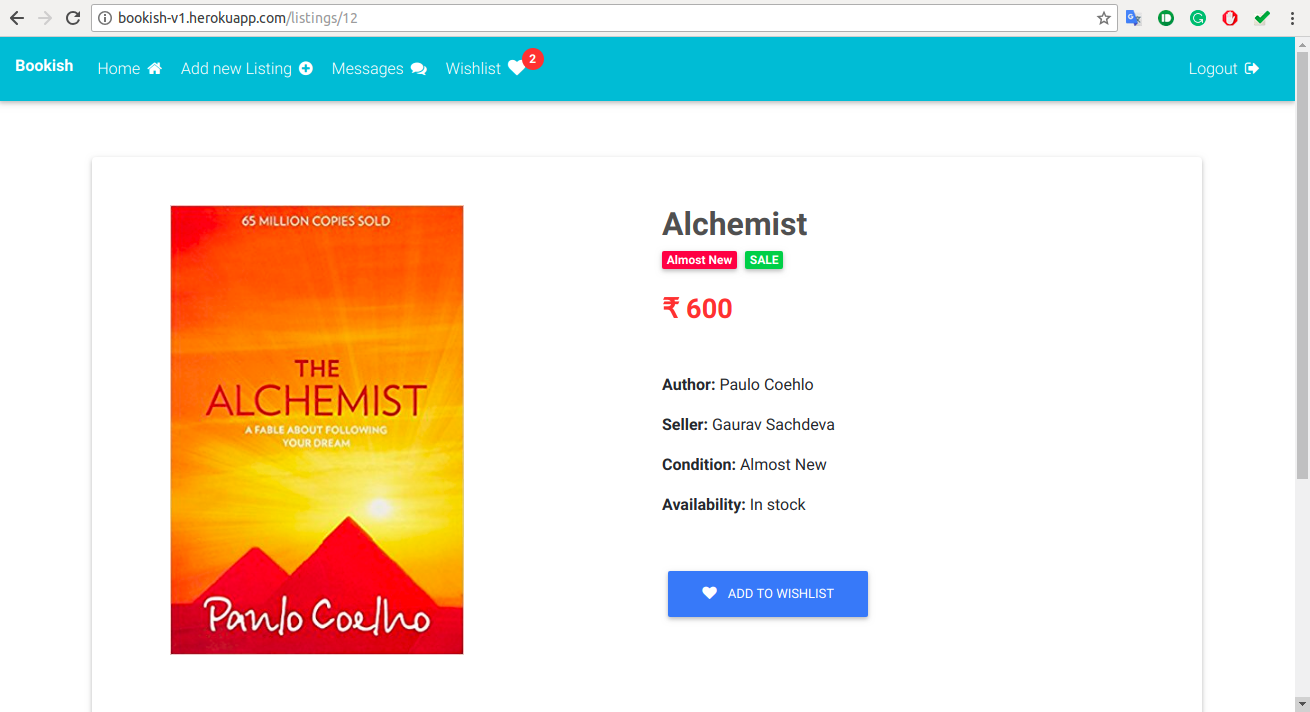 bookish-v1.herokuapp.com/listings/12
Bookish Home Add new Listing Messages Wishlist 2 Logout
65 MILLION COPIES SOLD
THE
ALCHEMIST
A FABLE ABOUT FOLLOWING
YOUR DREAM
Paulo Coelho
Alchemist
Almost New SALE
₹ 600
Author: Paulo Coehlo
Seller: Gaurav Sachdeva
Condition: Almost New
Availability: In stock
ADD TO WISHLIST